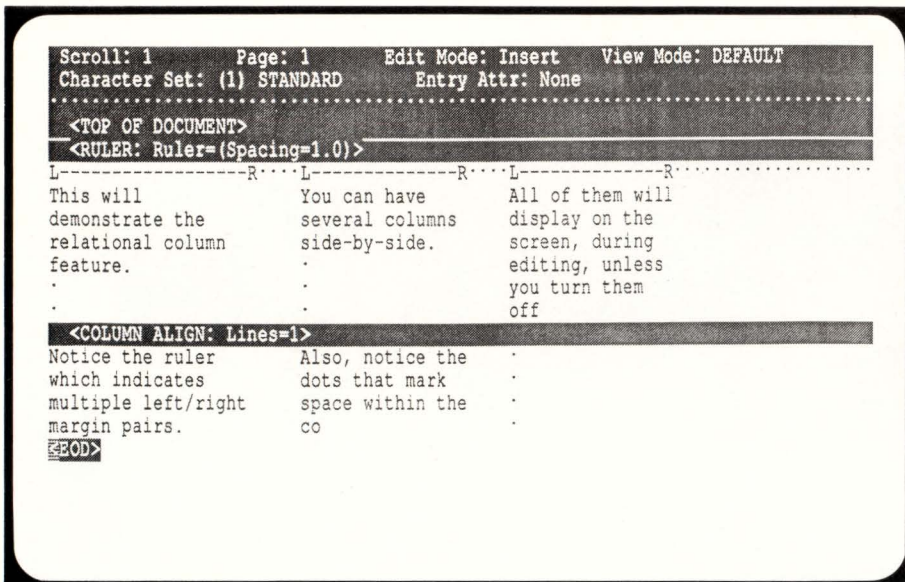 Scroll: 1 Page: 1 Edit Mode: Insert View Mode: DEFAULT
Character Set: (1) STANDARD Entry Attr: None
<TOP OF DOCUMENT>
<RULER: Ruler=(Spacing=1.0)>
L------------------R····L--------------R····L--------------R···················
This will You can have All of them will
demonstrate the several columns display on the
relational column side-by-side. screen, during
feature. · editing, unless
· · you turn them
· · off
<COLUMN ALIGN: Lines=1>
Notice the ruler Also, notice the ·
which indicates dots that mark ·
multiple left/right space within the ·
margin pairs. co ·
<EOD>